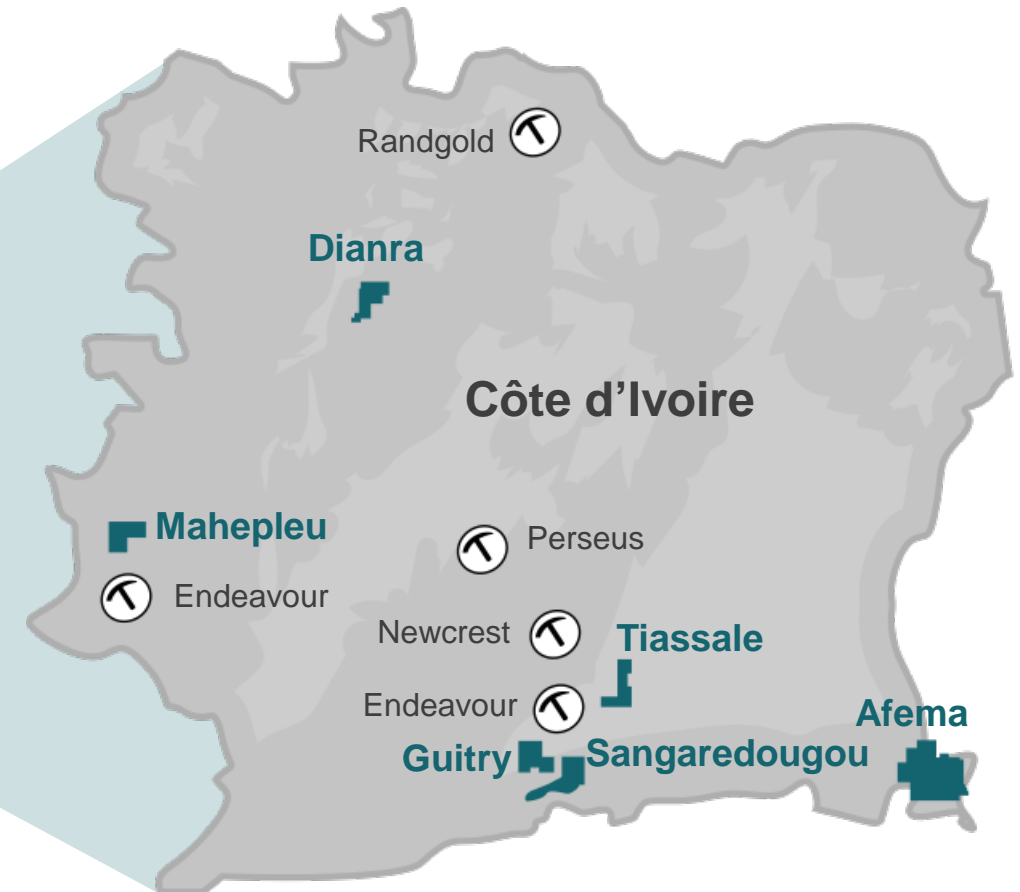 Randgold
Dianra
Côte d’Ivoire
Mahepleu
Perseus
Endeavour
Newcrest
Tiassale
Endeavour
Afema
Guitry
Sangaredougou